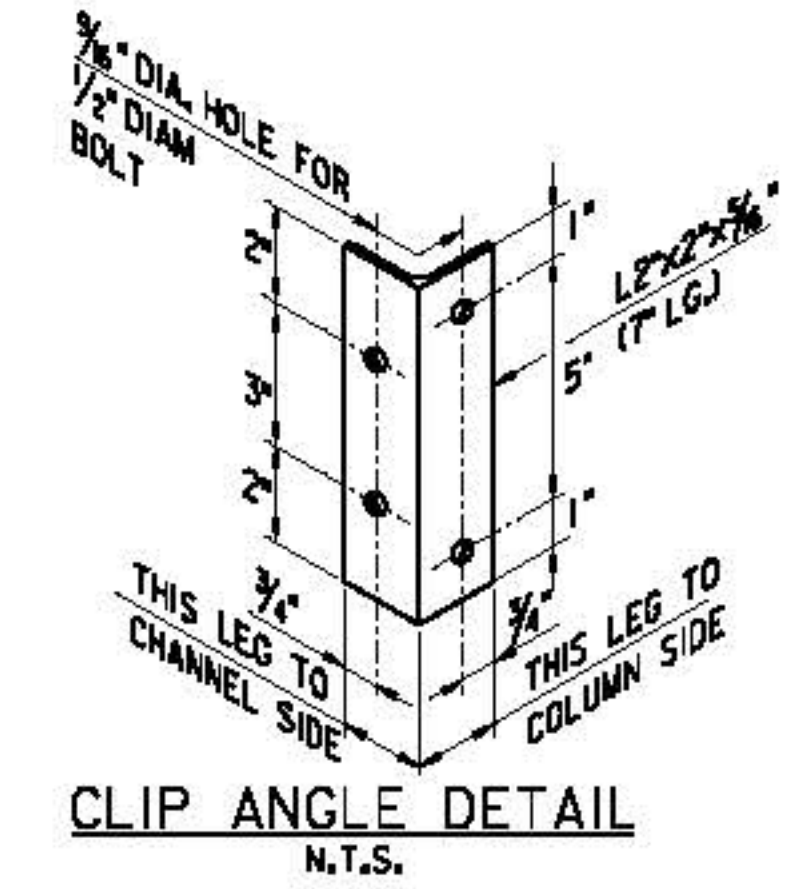 9/16" DIA. HOLE FOR
1/2" DIAM
BOLT
2"
3"
2"
1"
5"
1"
L2"x2"x5/16"
(7" LG.)
3/4"
3/4"
THIS LEG TO
CHANNEL SIDE
THIS LEG TO
COLUMN SIDE
CLIP ANGLE DETAIL
N.T.S.